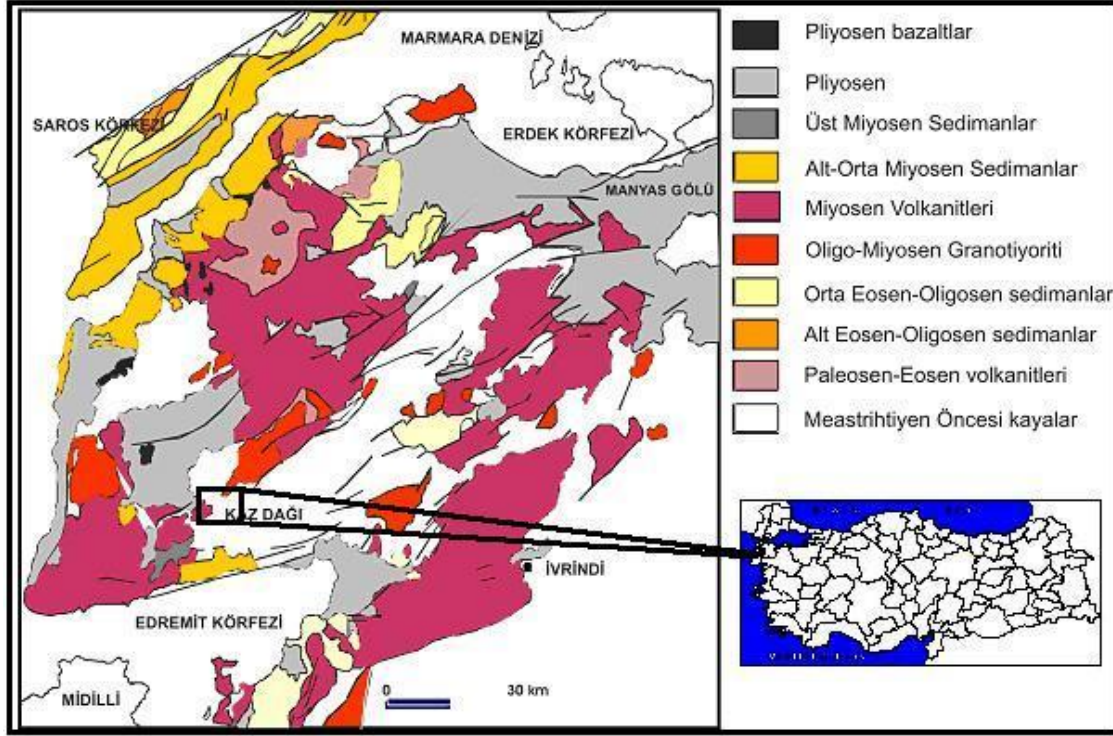 MARMARA DENİZİ
SAROS KÖRKEZİ
ERDEK KÖRFEZİ
MANYAS GÖLÜ
KAZ DAĞI
İVRİNDİ
EDREMİT KÖRFEZİ
MİDİLLİ
0 30 km
Pliyosen bazaltlar
Pliyosen
Üst Miyosen Sedimanlar
Alt-Orta Miyosen Sedimanlar
Miyosen Volkanitleri
Oligo-Miyosen Granotiyoriti
Orta Eosen-Oligosen sedimanlar
Alt Eosen-Oligosen sedimanlar
Paleosen-Eosen volkanitleri
Meastrihtiyen Öncesi kayalar